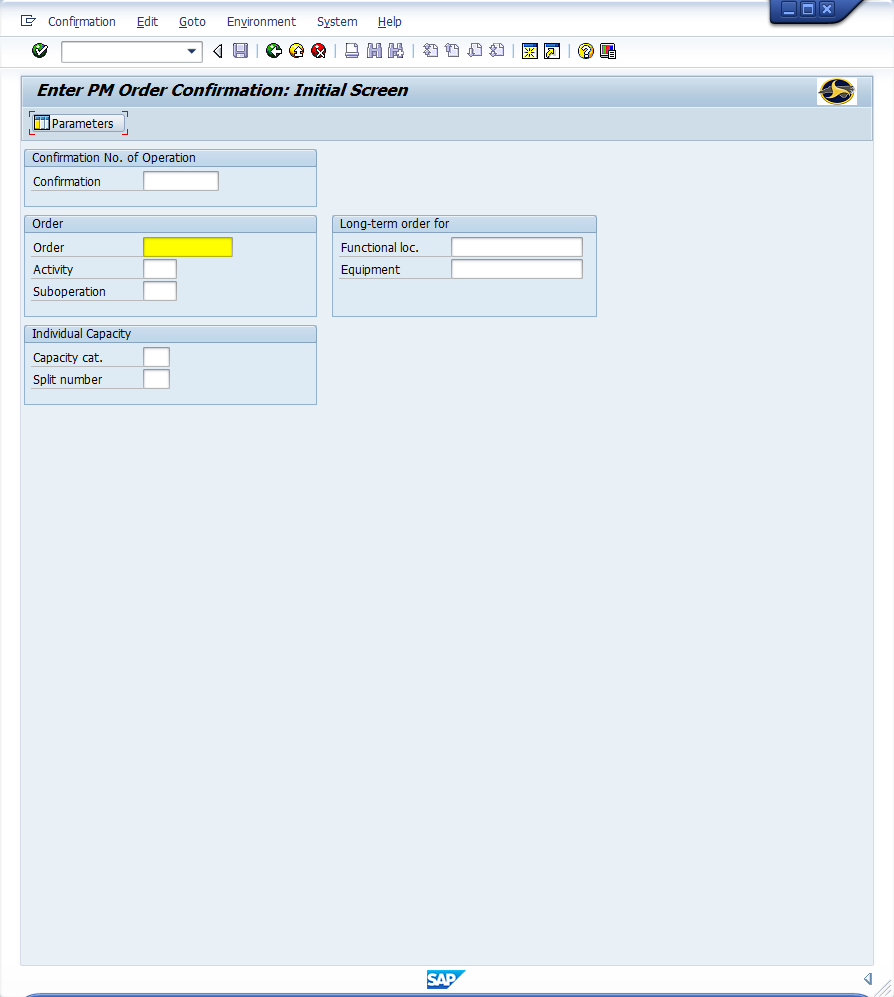 Confirmation Edit Goto Environment System Help
Enter PM Order Confirmation: Initial Screen
Parameters
Confirmation No. of Operation
Confirmation
Order
Order
Activity
Suboperation
Long-term order for
Functional loc.
Equipment
Individual Capacity
Capacity cat.
Split number
SAP